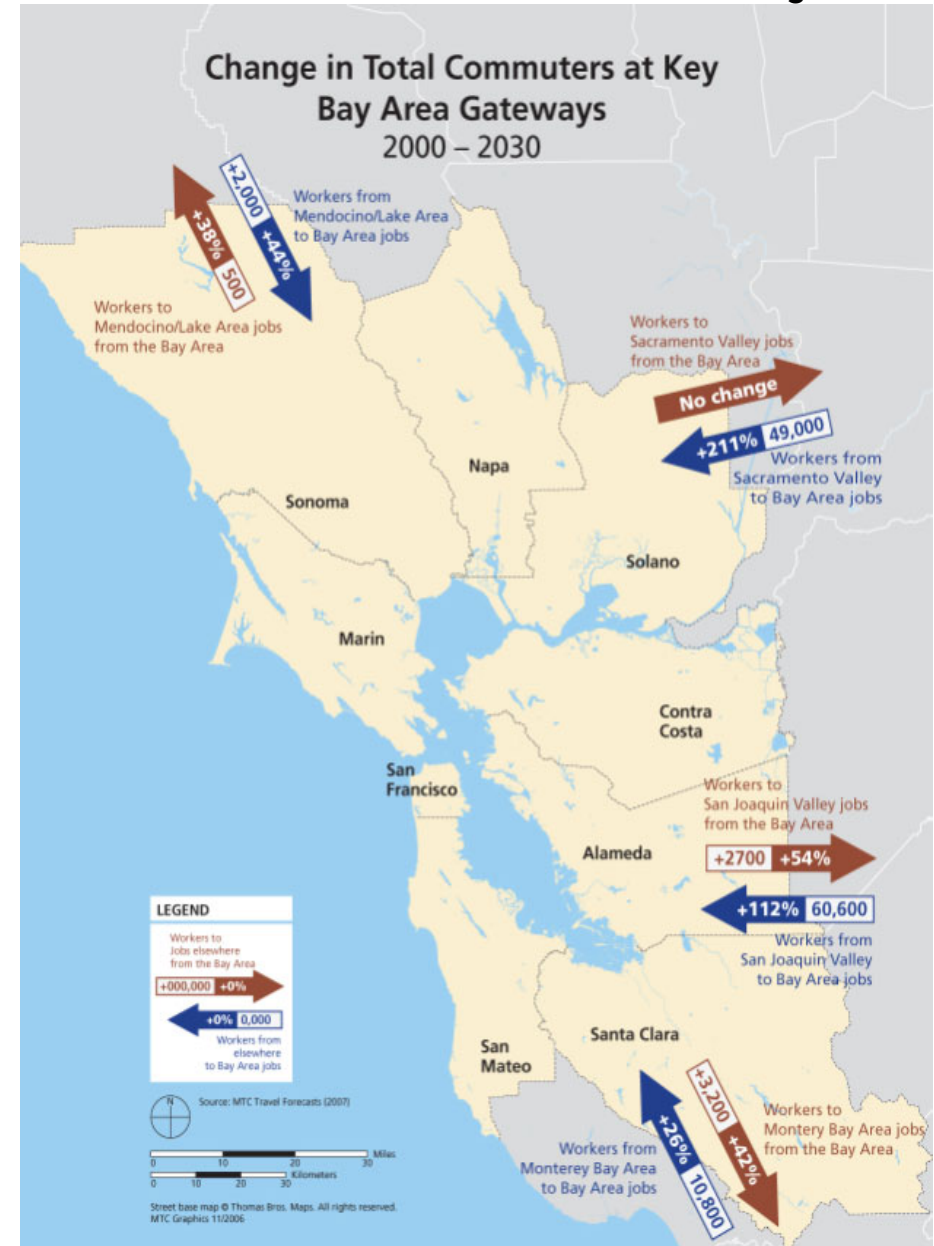 Change in Total Commuters at Key
Bay Area Gateways
2000 – 2030
+2,000 +44%
Workers from
Mendocino/Lake Area
to Bay Area jobs
+38% 500
Workers to
Mendocino/Lake Area jobs
from the Bay Area
Workers to
Sacramento Valley jobs
from the Bay Area
No change
+211% 49,000
Workers from
Sacramento Valley
to Bay Area jobs
Napa
Sonoma
Solano
Marin
Contra
Costa
San
Francisco
Workers to
San Joaquin Valley jobs
from the Bay Area
Alameda
+2700 +54%
+112% 60,600
Workers from
San Joaquin Valley
to Bay Area jobs
LEGEND
Workers to
Jobs elsewhere
from the Bay Area
+000,000 +0%
+0% 0,000
Workers from
elsewhere
to Bay Area jobs
Santa Clara
San
Mateo
N
Source: MTC Travel Forecasts (2007)
+3,200 +42%
Workers to
Montery Bay Area jobs
from the Bay Area
+26% 10,800
Workers from
Monterey Bay Area
to Bay Area jobs
Miles
0 10 20 30
Kilometers
0 10 20 30
Street base map © Thomas Bros. Maps. All rights reserved.
MTC Graphics 11/2006